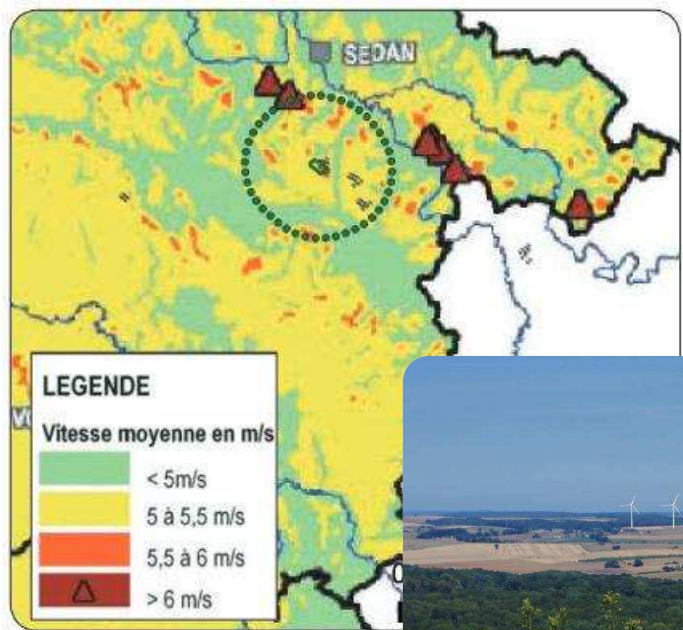 SEDAN
LEGENDE
Vitesse moyenne en m/s
< 5m/s
5 à 5,5 m/s
5,5 à 6 m/s
> 6 m/s